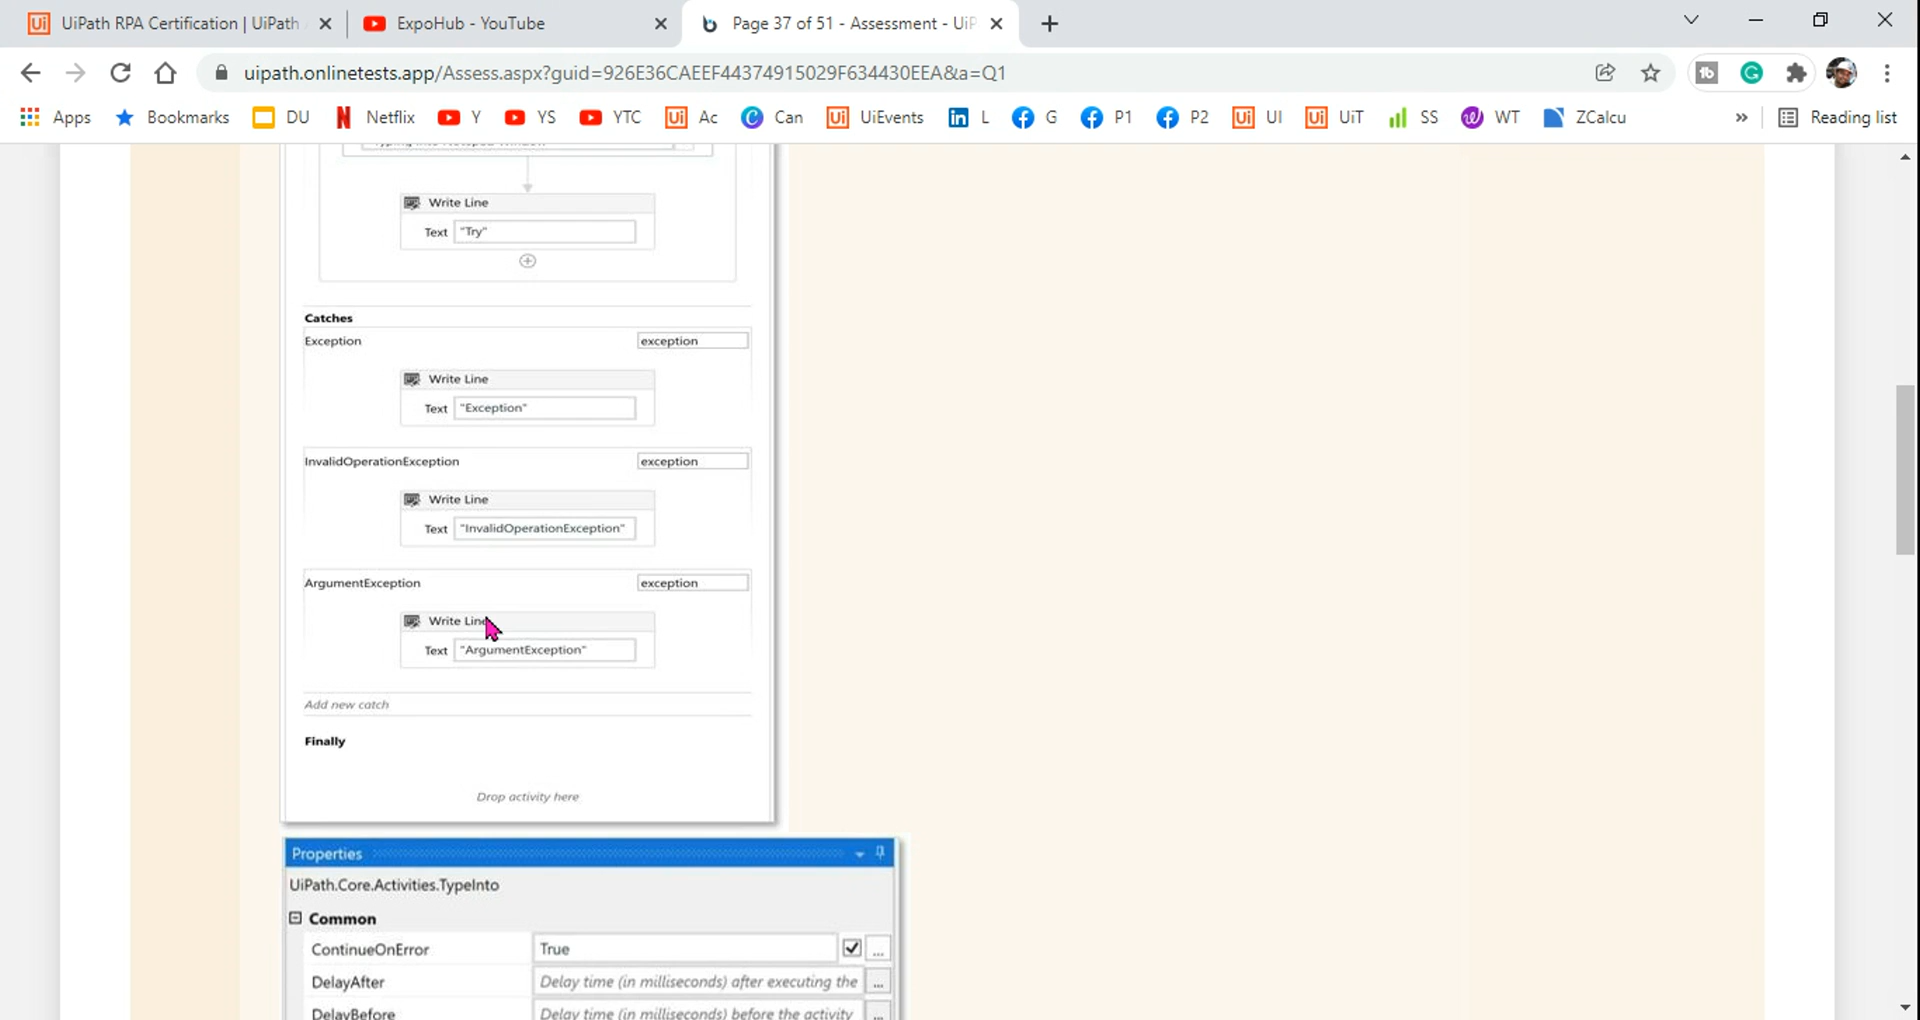 UiPath RPA Certification | UiPath
ExpoHub - YouTube
Page 37 of 51 - Assessment - UiP
uipath.onlinetests.app/Assess.aspx?guid=926E36CAEEF44374915029F634430EEA&a=Q1
Apps
Bookmarks
DU
Netflix
Y
YS
YTC
Ac
Can
UiEvents
L
G
P1
P2
UI
UiT
SS
WT
ZCalcu
»
Reading list
Write Line
Text "Try"
Catches
Exception exception
Write Line
Text "Exception"
InvalidOperationException exception
Write Line
Text "InvalidOperationException"
ArgumentException exception
Write Line
Text "ArgumentException"
Add new catch
Finally
Drop activity here
Properties
UiPath.Core.Activities.TypeInto
Common
ContinueOnError True ...
DelayAfter Delay time (in milliseconds) after executing the ...
DelayBefore Delay time (in milliseconds) before the activity ...